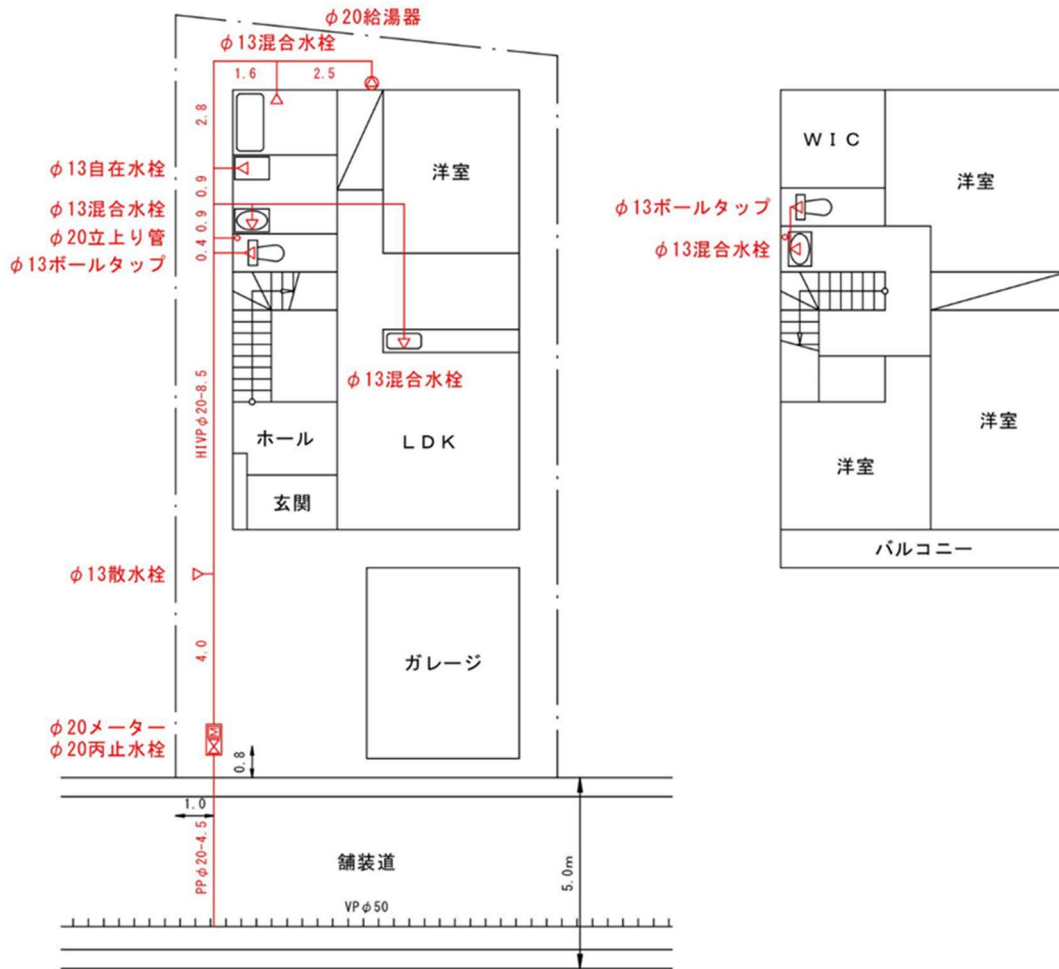 φ20給湯器
φ13混合水栓
1.6
2.5
2.8
WIC
φ13自在水栓
0.9
洋室
洋室
φ13混合水栓
0.9
φ13ボールタップ
φ20立上り管
0.4
φ13混合水栓
φ13ボールタップ
φ13混合水栓
HIVPφ20-8.5
ホール
LDK
洋室
洋室
玄関
バルコニー
φ13散水栓
4.0
ガレージ
φ20メーター
M
φ20丙止水栓
0.8
1.0
PPφ20-4.5
舗装道
5.0m
VPφ50